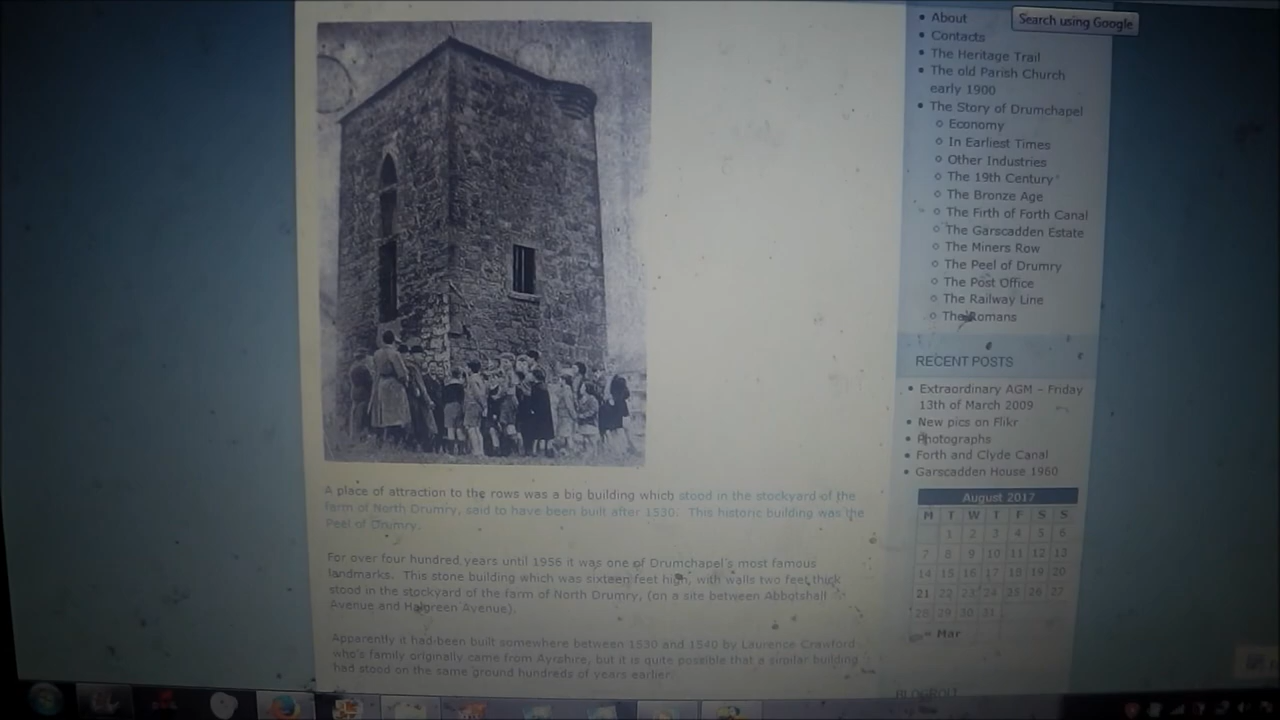 A place of attraction to the rows was a big building which stood in the stockyard of the
farm of North Drumry, said to have been built after 1530. This historic building was the
Peel of Drumry.
For over four hundred years until 1956 it was one of Drumchapel's most famous
landmarks. This stone building which was sixteen feet high, with walls two feet thick
stood in the stockyard of the farm of North Drumry, (on a site between Abbotshall
Avenue and Halgreen Avenue).
Apparently it had been built somewhere between 1530 and 1540 by Laurence Crawford
who's family originally came from Ayrshire, but it is quite possible that a similar building
had stood on the same ground hundreds of years earlier.
Search using Google
About
Contacts
The Heritage Trail
The old Parish Church
early 1900
The Story of Drumchapel
Economy
In Earliest Times
Other Industries
The 19th Century
The Bronze Age
The Firth of Forth Canal
The Garscadden Estate
The Miners Row
The Peel of Drumry
The Post Office
The Railway Line
The Romans
RECENT POSTS
Extraordinary AGM – Friday
13th of March 2009
New pics on Flikr
Photographs
Forth and Clyde Canal
Garscadden House 1960
August 2017
M T W T F S S
1 2 3 4 5 6
7 8 9 10 11 12 13
14 15 16 17 18 19 20
21 22 23 24 25 26 27
28 29 30 31
« Mar
BLOGROLL